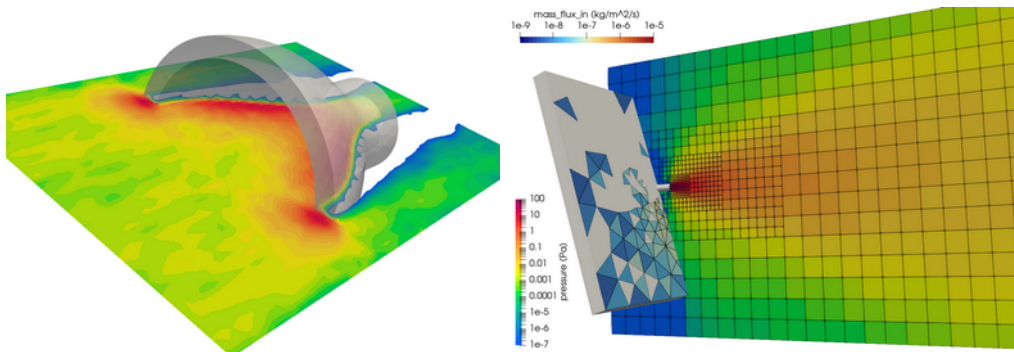 mass_flux_in (kg/m^2/s)
1e-9 1e-8 1e-7 1e-6 1e-5
100
10
1
0.1
0.01
0.001
0.0001
1e-5
1e-6
1e-7
pressure (Pa)